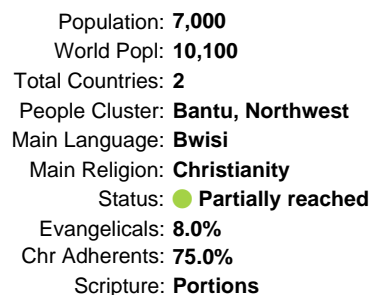 Population: 7,000
World Popl: 10,100
Total Countries: 2
People Cluster: Bantu, Northwest
Main Language: Bwisi
Main Religion: Christianity
Status: Partially reached
Evangelicals: 8.0%
Chr Adherents: 75.0%
Scripture: Portions